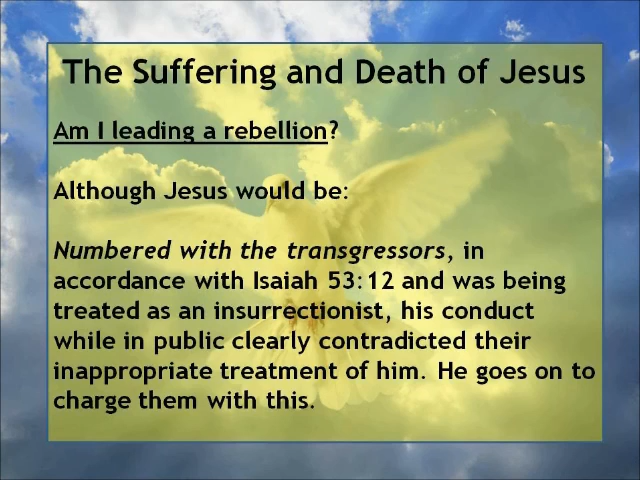 The Suffering and Death of Jesus
Am I leading a rebellion?
Although Jesus would be:
Numbered with the transgressors, in
accordance with Isaiah 53:12 and was being
treated as an insurrectionist, his conduct
while in public clearly contradicted their
inappropriate treatment of him. He goes on to
charge them with this.